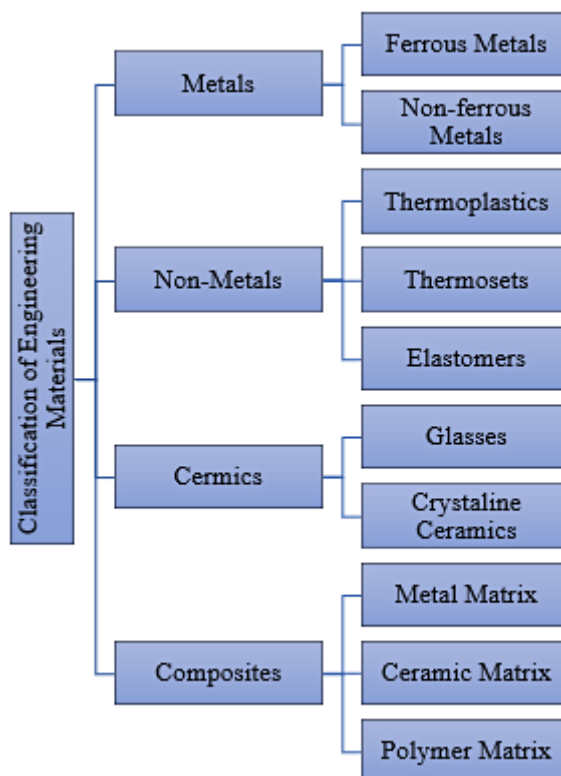 Classification of Engineering
Materials
Metals
Ferrous Metals
Non-ferrous
Metals
Non-Metals
Thermoplastics
Thermosets
Elastomers
Cermics
Glasses
Crystaline
Ceramics
Composites
Metal Matrix
Ceramic Matrix
Polymer Matrix